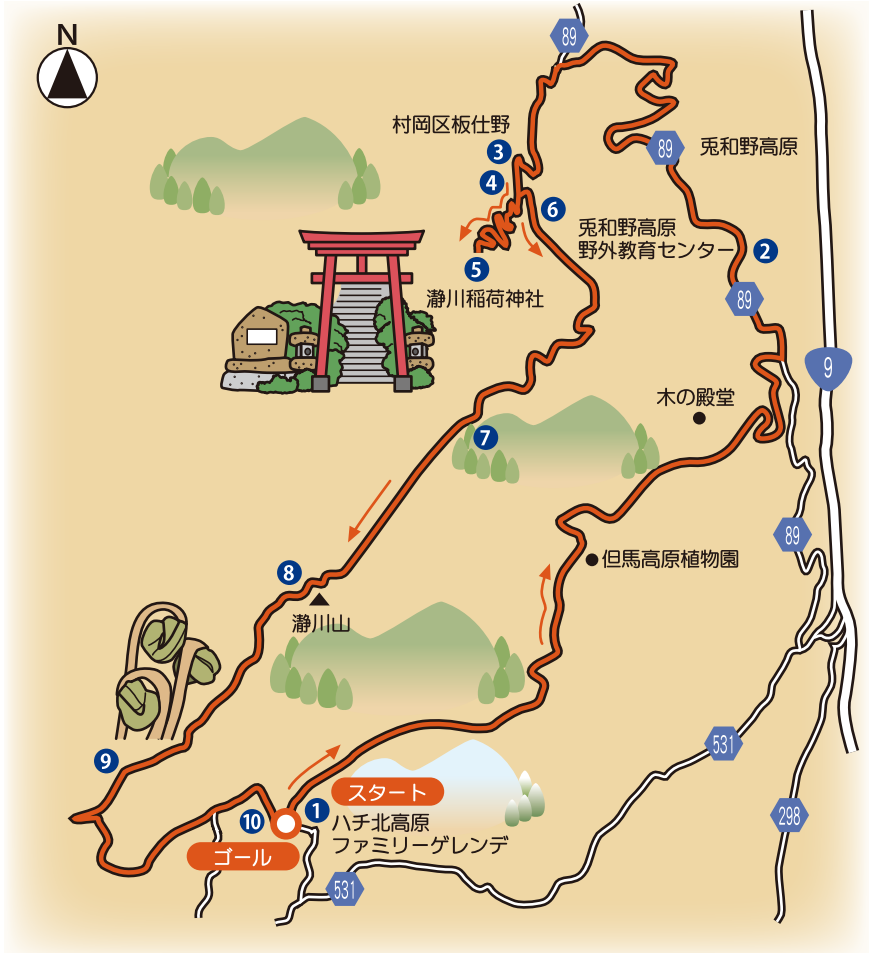 N
89
村岡区板仕野
3
89
兎和野高原
4
6
兎和野高原
野外教育センター
2
5
瀞川稲荷神社
89
9
木の殿堂
7
89
但馬高原植物園
8
瀞川山
531
9
スタート
1
ハチ北高原
ファミリーゲレンデ
10
ゴール
298
531